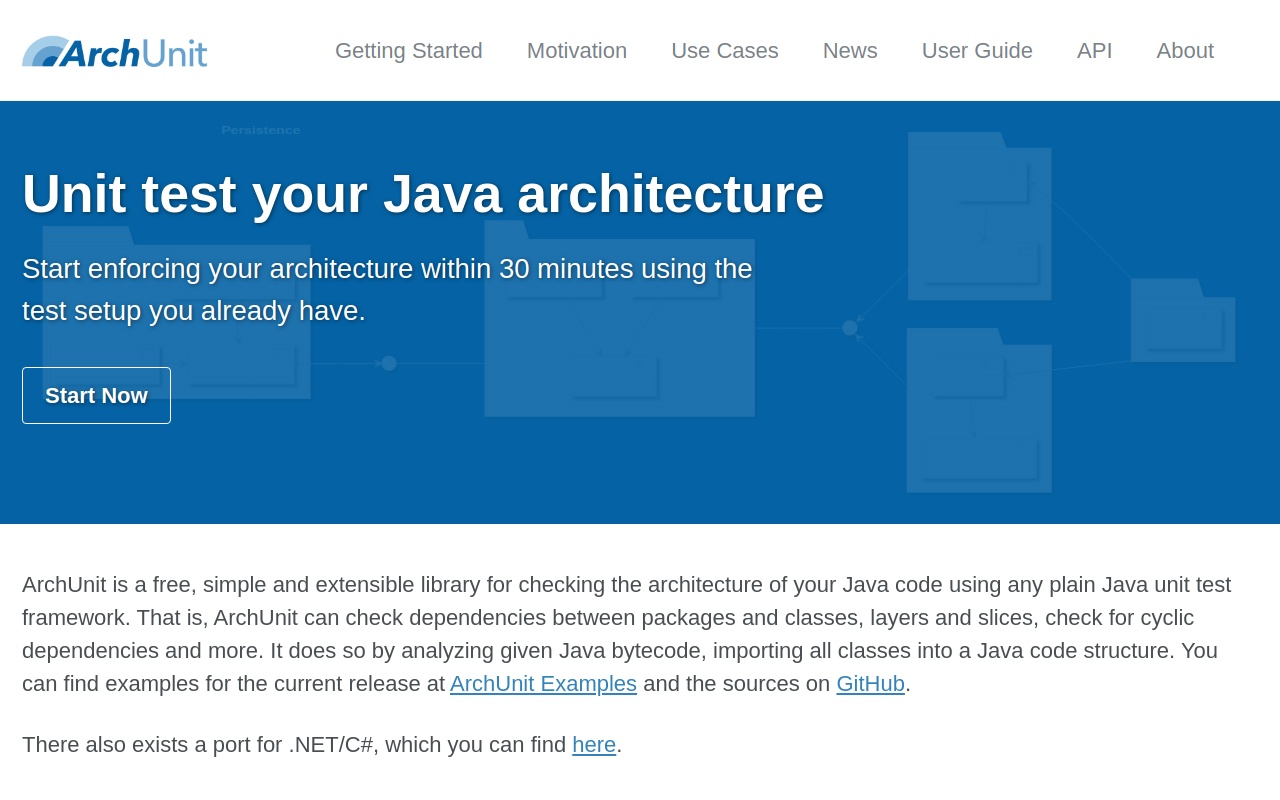 ArchUnit
Getting Started Motivation Use Cases News User Guide API About
Persistence
Unit test your Java architecture
Start enforcing your architecture within 30 minutes using the
test setup you already have.
Start Now
ArchUnit is a free, simple and extensible library for checking the architecture of your Java code using any plain Java unit test
framework. That is, ArchUnit can check dependencies between packages and classes, layers and slices, check for cyclic
dependencies and more. It does so by analyzing given Java bytecode, importing all classes into a Java code structure. You
can find examples for the current release at ArchUnit Examples and the sources on GitHub.
There also exists a port for .NET/C#, which you can find here.